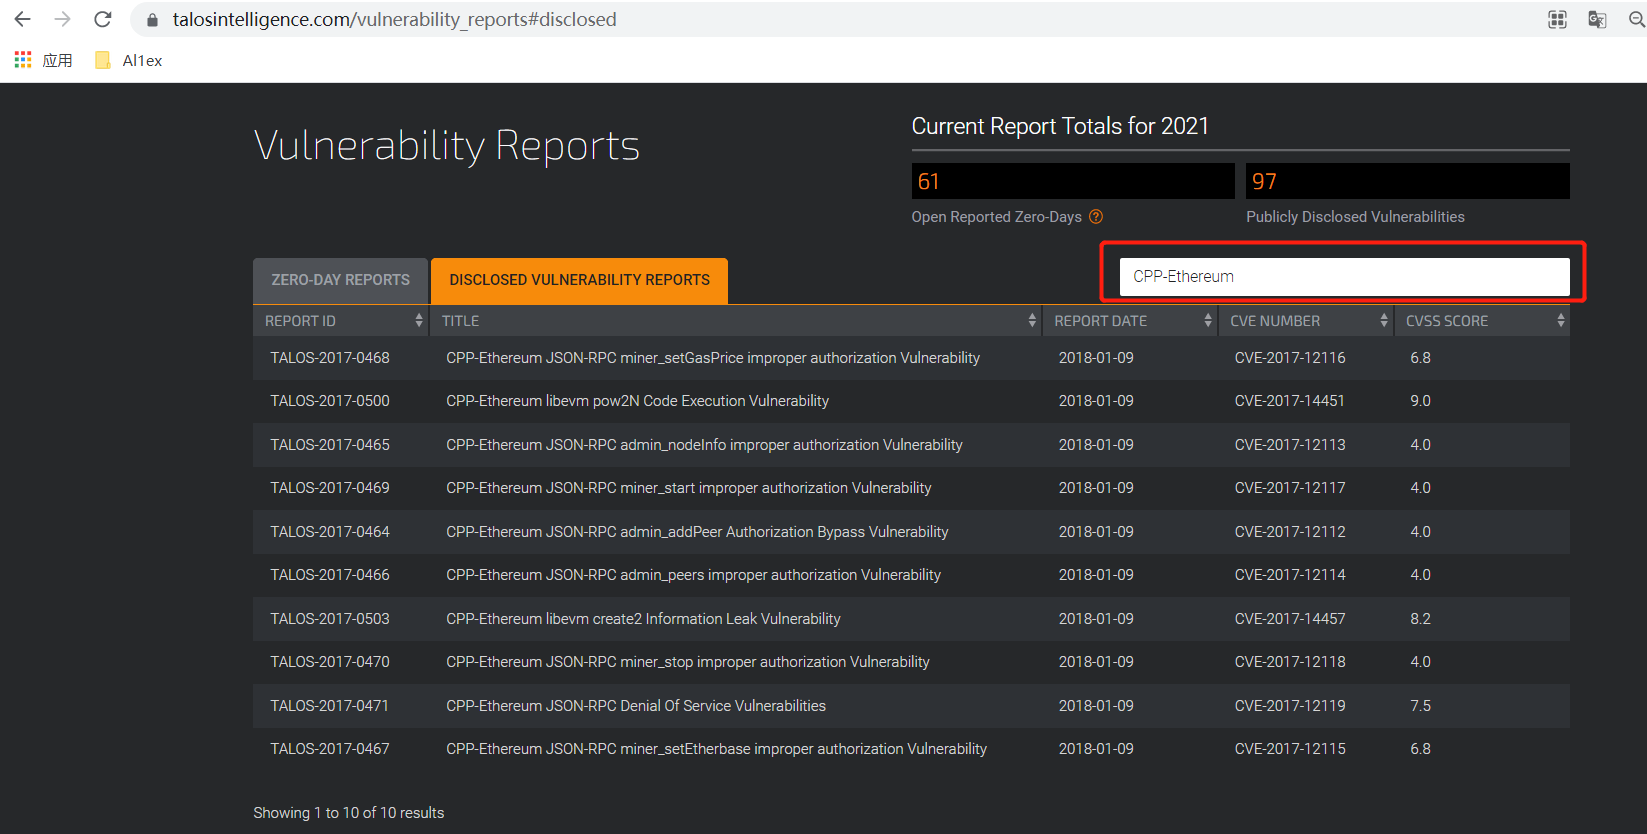 talosintelligence.com/vulnerability_reports#disclosed
应用 Al1ex
Vulnerability Reports
Current Report Totals for 2021
61 97
Open Reported Zero-Days ? Publicly Disclosed Vulnerabilities
CPP-Ethereum
ZERO-DAY REPORTS DISCLOSED VULNERABILITY REPORTS
REPORT ID TITLE REPORT DATE CVE NUMBER CVSS SCORE
TALOS-2017-0468 CPP-Ethereum JSON-RPC miner_setGasPrice improper authorization Vulnerability 2018-01-09 CVE-2017-12116 6.8
TALOS-2017-0500 CPP-Ethereum libevm pow2N Code Execution Vulnerability 2018-01-09 CVE-2017-14451 9.0
TALOS-2017-0465 CPP-Ethereum JSON-RPC admin_nodeInfo improper authorization Vulnerability 2018-01-09 CVE-2017-12113 4.0
TALOS-2017-0469 CPP-Ethereum JSON-RPC miner_start improper authorization Vulnerability 2018-01-09 CVE-2017-12117 4.0
TALOS-2017-0464 CPP-Ethereum JSON-RPC admin_addPeer Authorization Bypass Vulnerability 2018-01-09 CVE-2017-12112 4.0
TALOS-2017-0466 CPP-Ethereum JSON-RPC admin_peers improper authorization Vulnerability 2018-01-09 CVE-2017-12114 4.0
TALOS-2017-0503 CPP-Ethereum libevm create2 Information Leak Vulnerability 2018-01-09 CVE-2017-14457 8.2
TALOS-2017-0470 CPP-Ethereum JSON-RPC miner_stop improper authorization Vulnerability 2018-01-09 CVE-2017-12118 4.0
TALOS-2017-0471 CPP-Ethereum JSON-RPC Denial Of Service Vulnerabilities 2018-01-09 CVE-2017-12119 7.5
TALOS-2017-0467 CPP-Ethereum JSON-RPC miner_setEtherbase improper authorization Vulnerability 2018-01-09 CVE-2017-12115 6.8
Showing 1 to 10 of 10 results